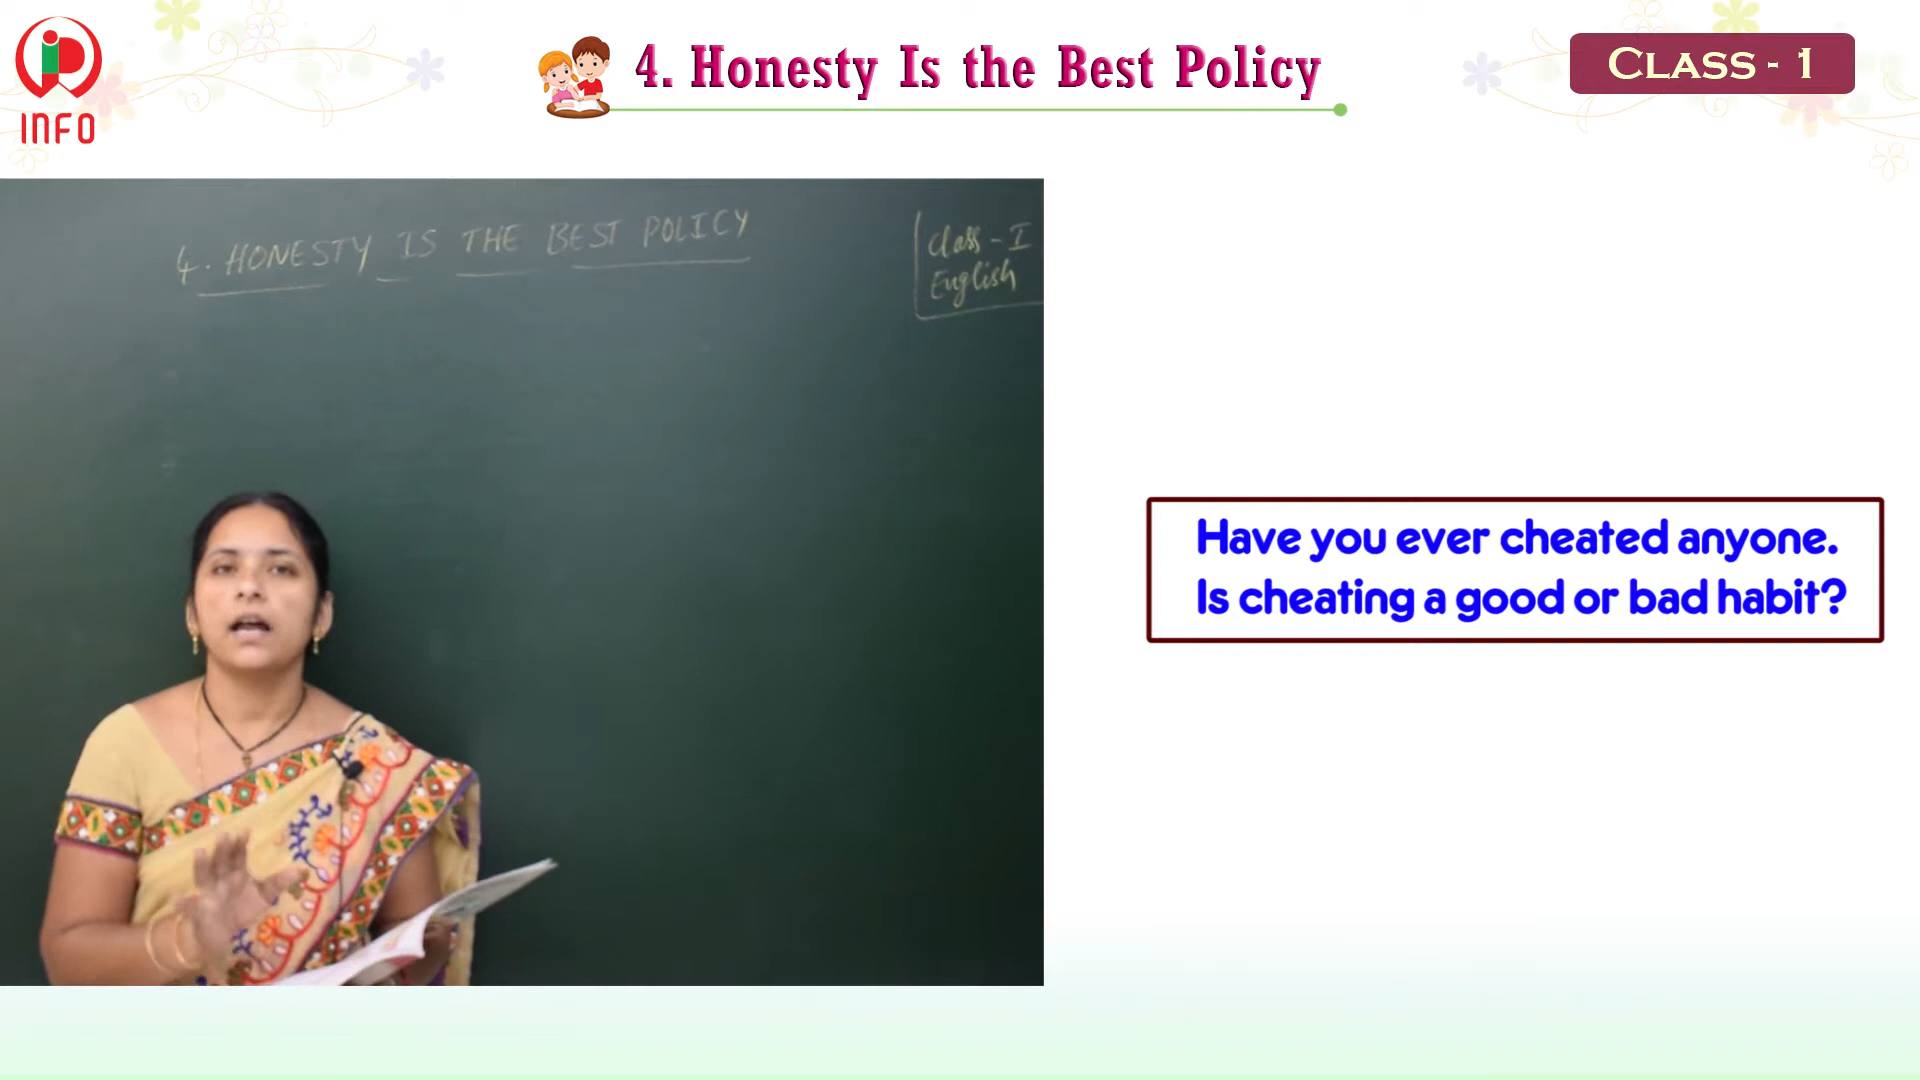 INFO
4. Honesty Is the Best Policy
CLASS - 1
4. HONESTY IS THE BEST POLICY
Class - I
English
Have you ever cheated anyone.
Is cheating a good or bad habit?